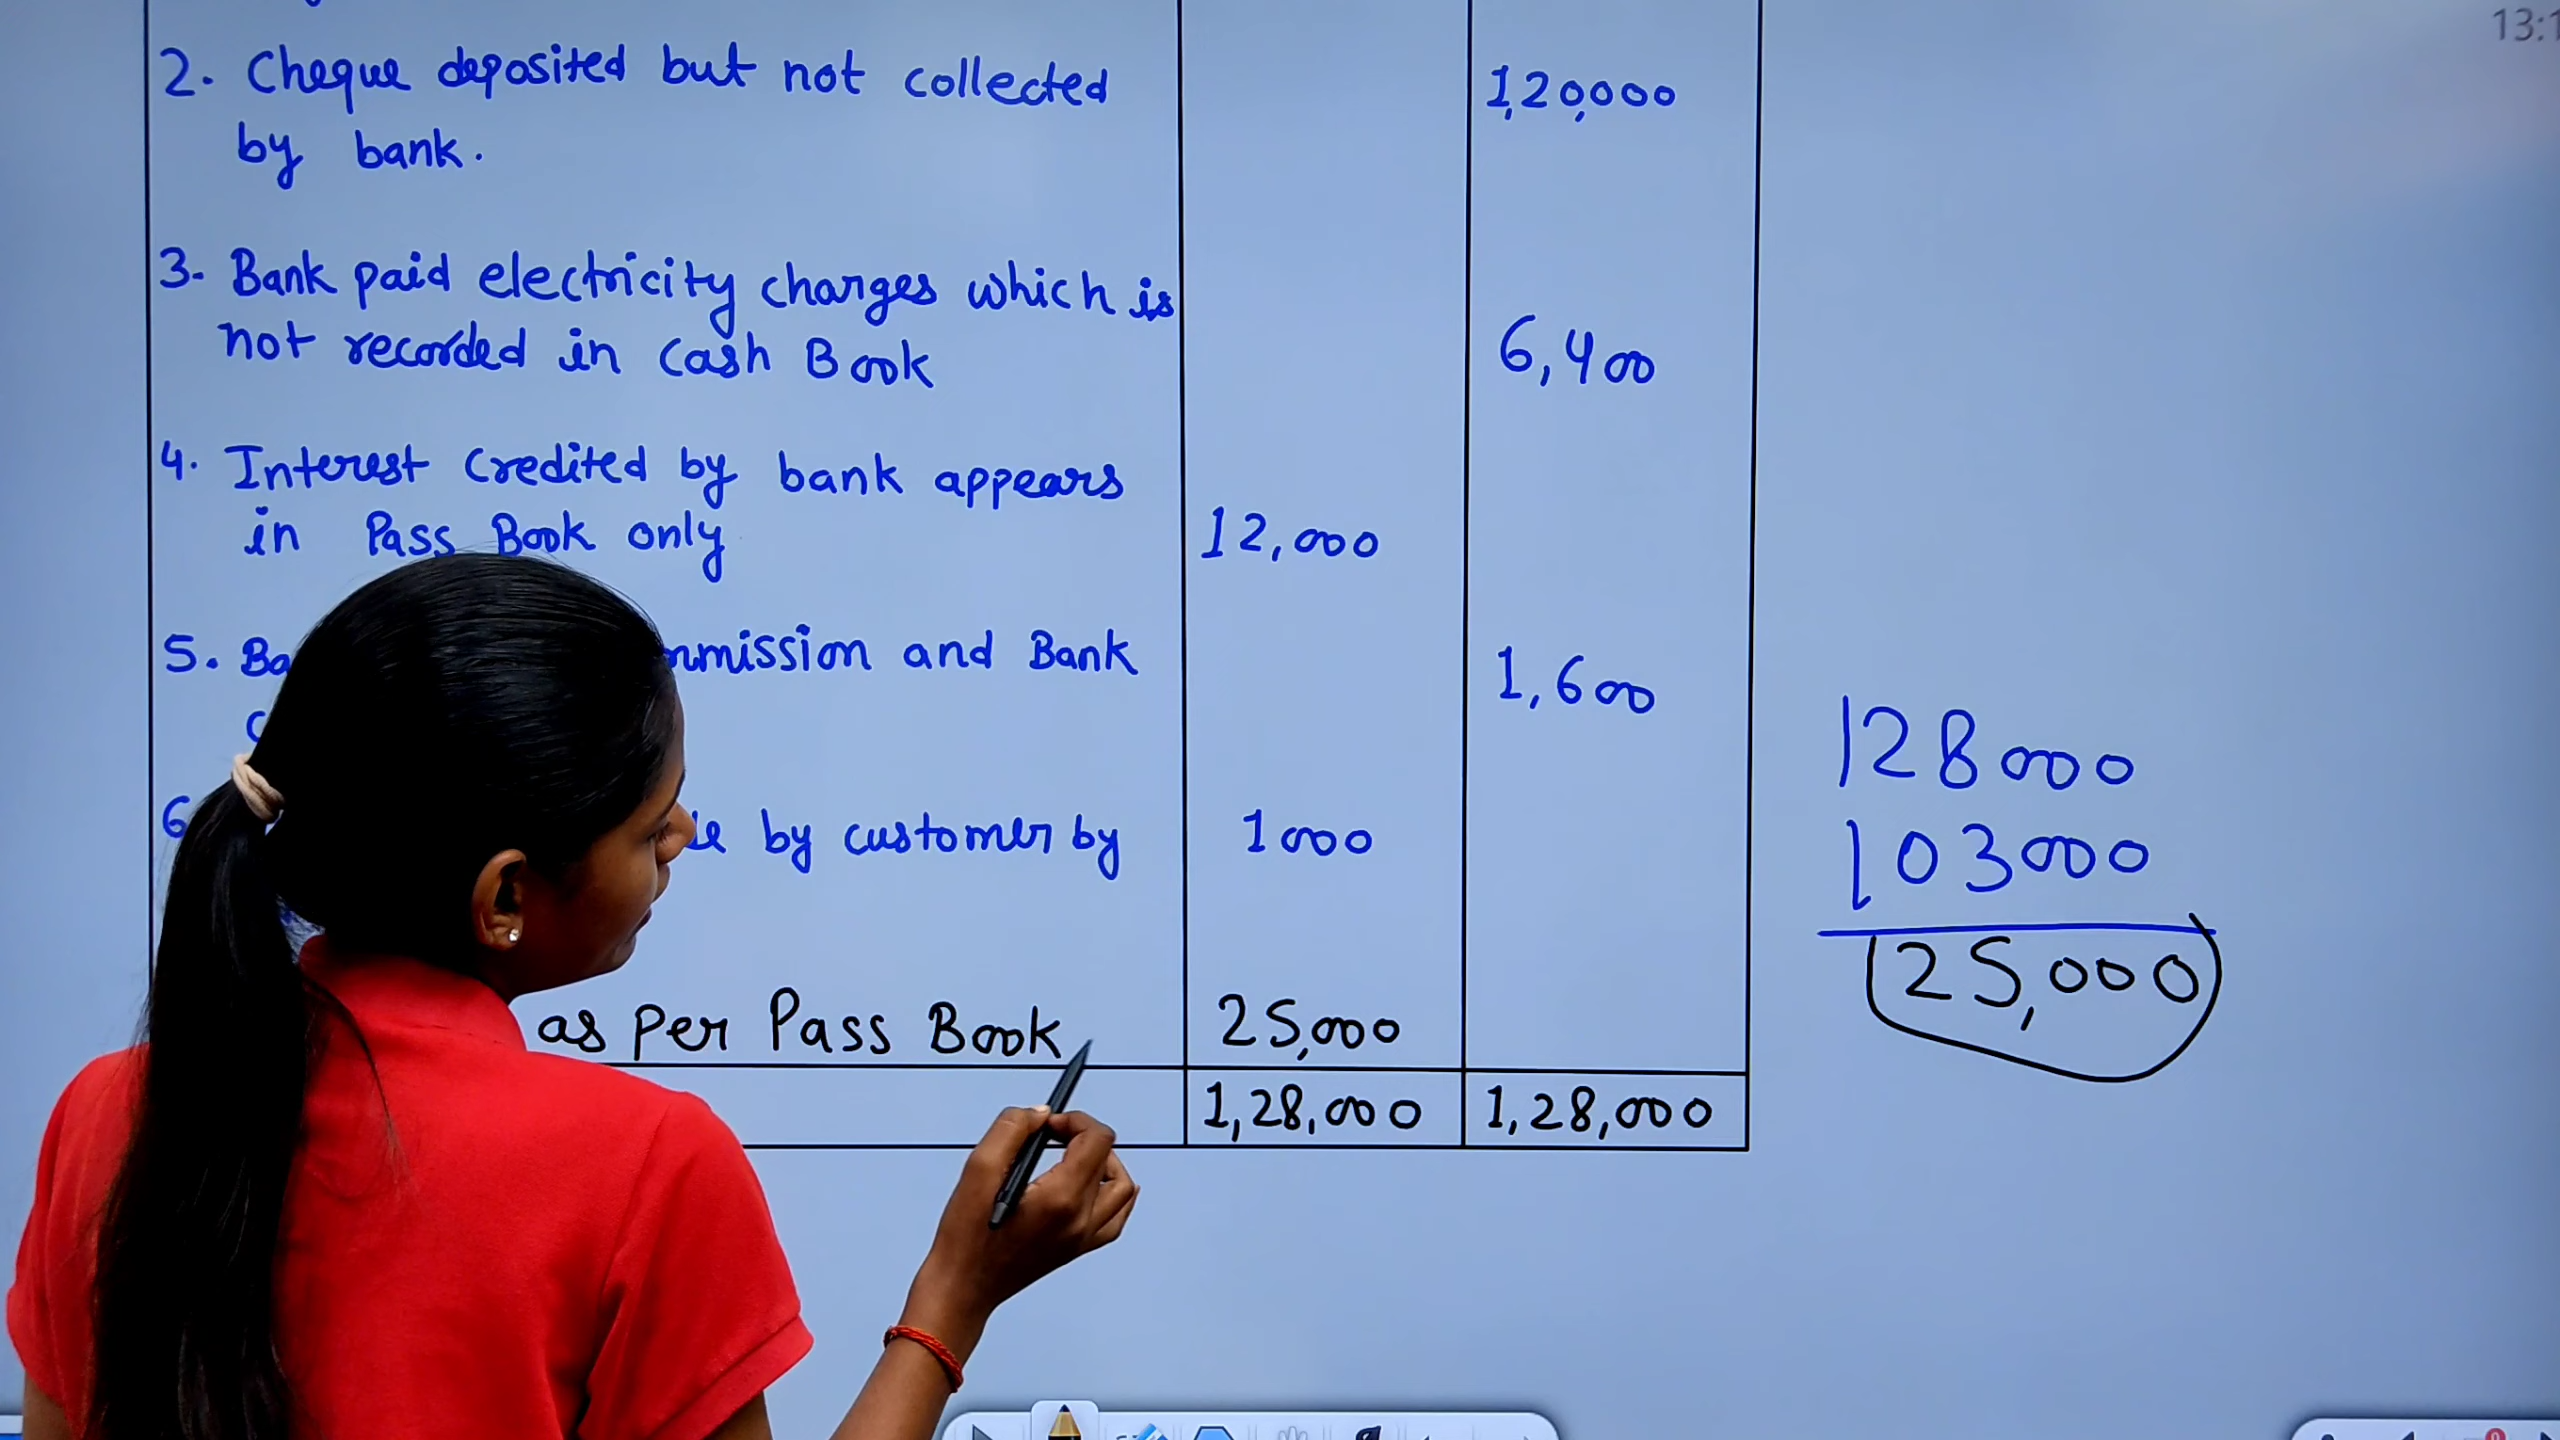 13:1
2. Cheque deposited but not collected 1,20,000
by bank.
3. Bank paid electricity charges which is
not recorded in Cash Book 6,400
4. Interest Credited by bank appears
in Pass Book only 12,000
5. and Bank 1,600
6 by customer by 1000
as per Pass Book 25,000
1,28,000 1,28,000
128000
103000
25,000